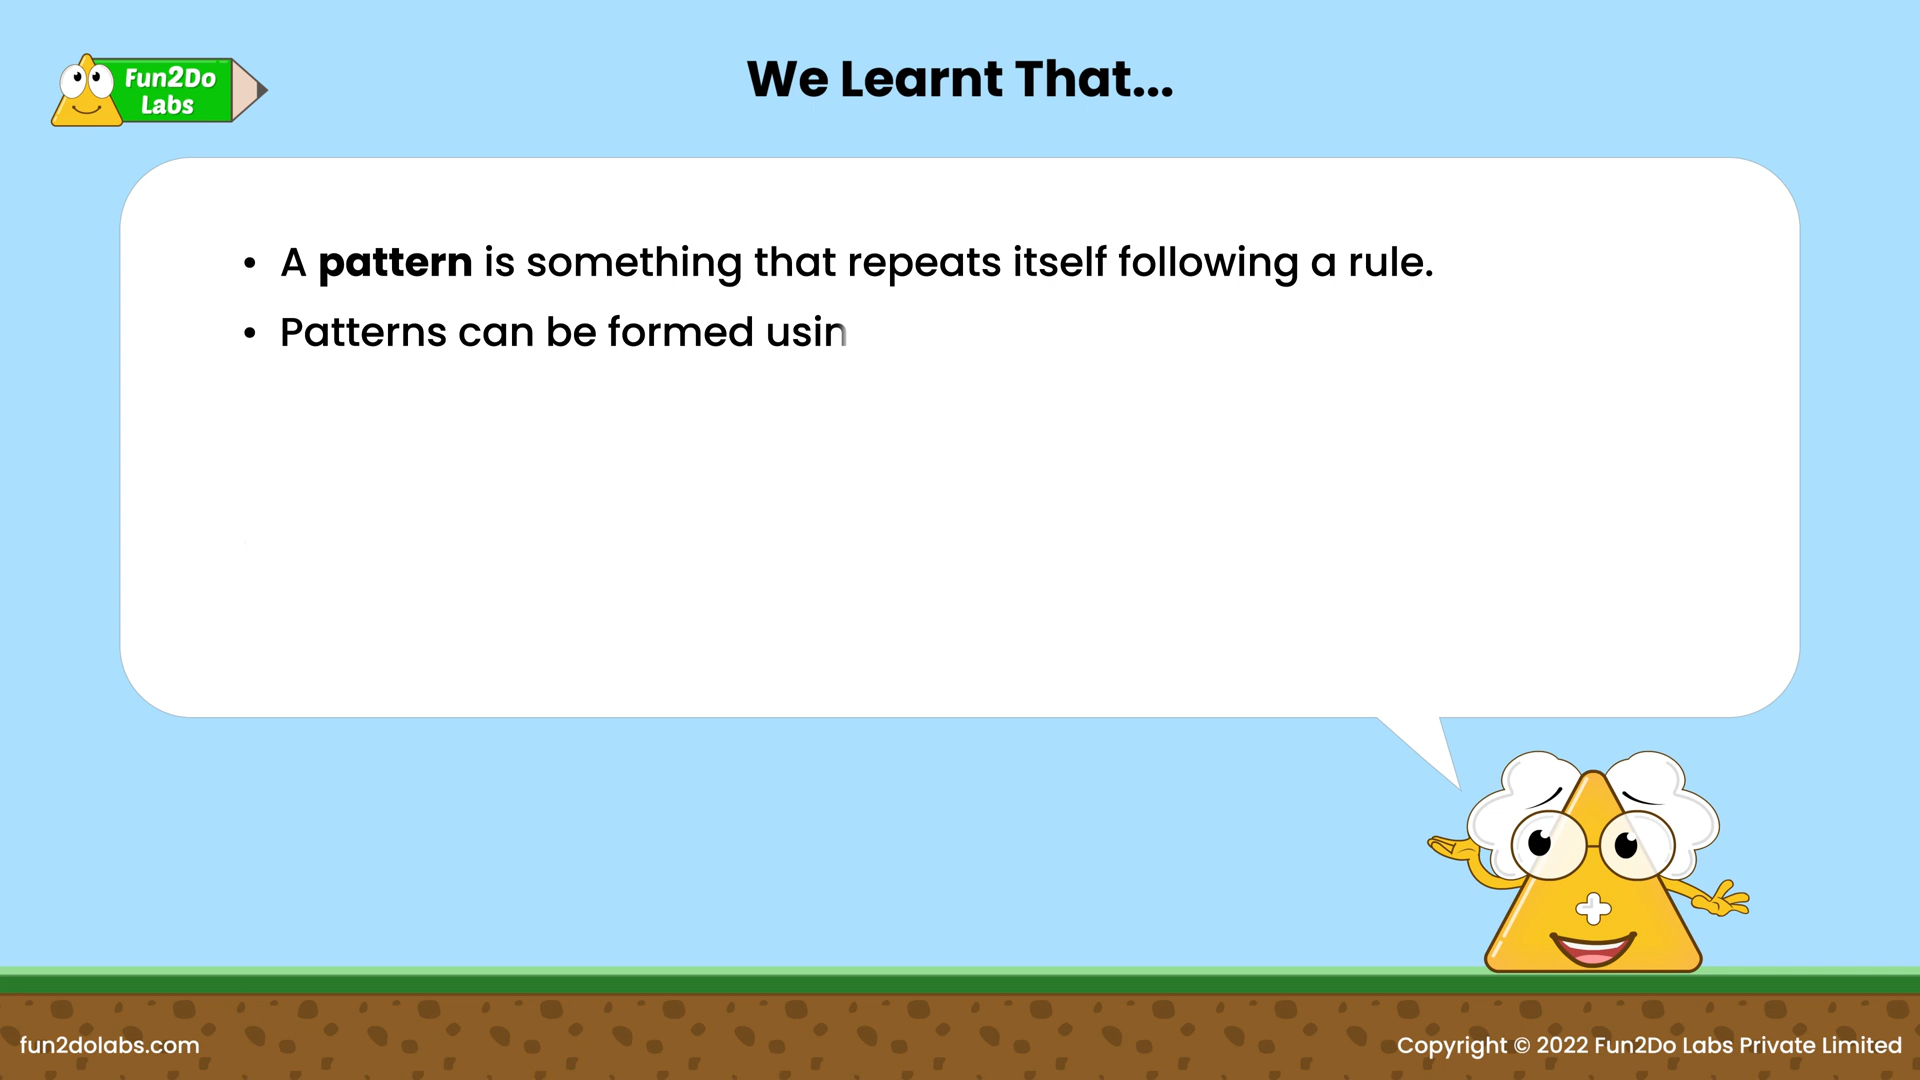 Fun2Do
Labs
We Learnt That...
• A pattern is something that repeats itself following a rule.
• Patterns can be formed usin
fun2dolabs.com
Copyright © 2022 Fun2Do Labs Private Limited